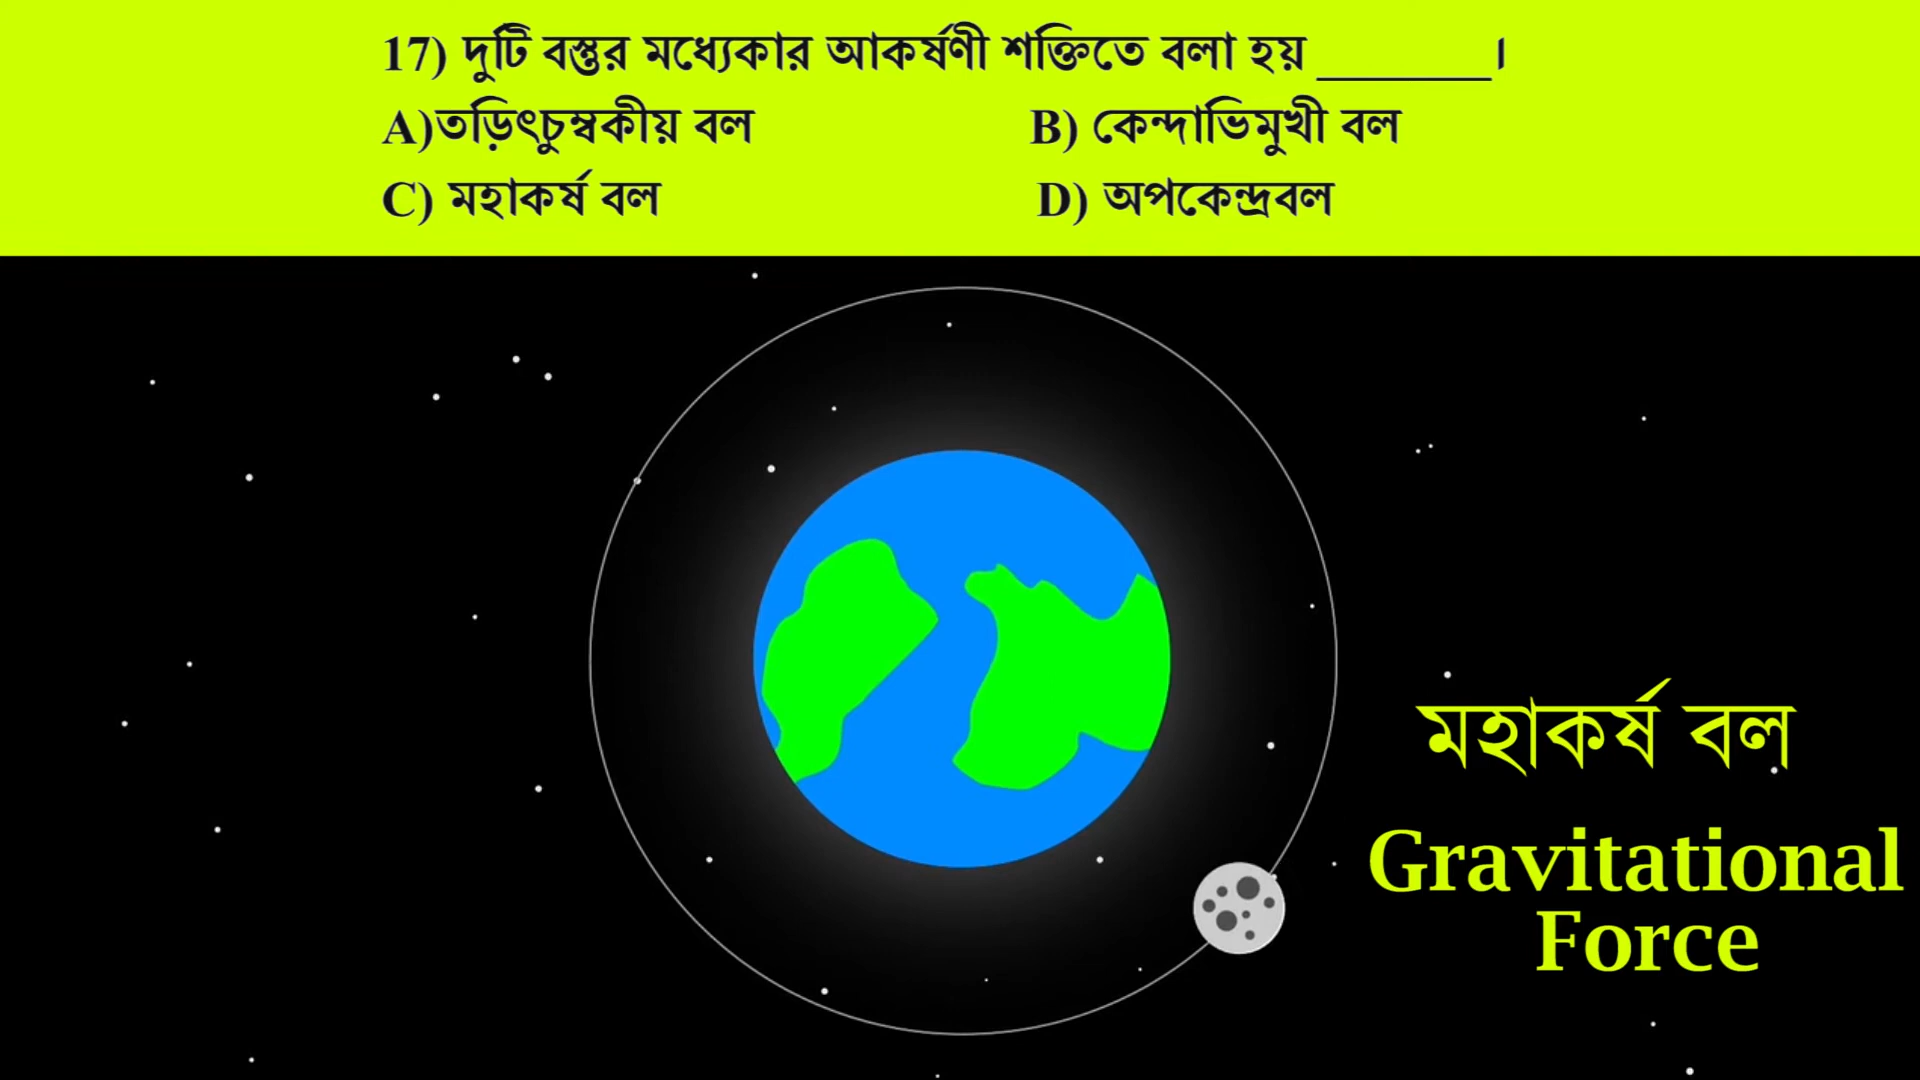 17) দুটি বস্তুর মধ্যেকার আকর্ষণী শক্তিতে বলা হয় _______।
A)তড়িৎচুম্বকীয় বল B) কেন্দাভিমুখী বল
C) মহাকর্ষ বল D) অপকেন্দ্রবল
মহাকর্ষ বল
Gravitational
Force